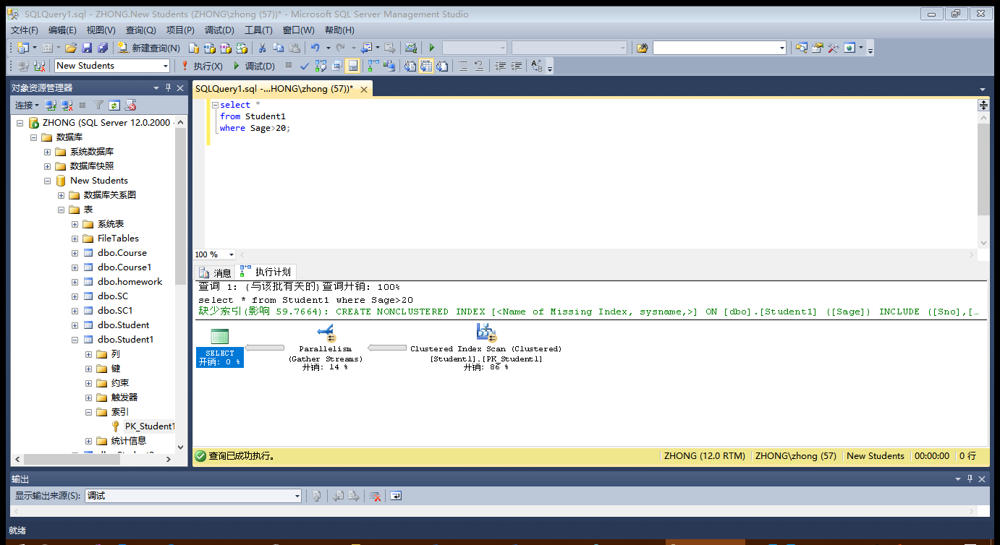 SQLQuery1.sql - ZHONG.New Students (ZHONG\zhong (57))* - Microsoft SQL Server Management Studio
文件(F) 编辑(E) 视图(V) 查询(Q) 项目(P) 调试(D) 工具(T) 窗口(W) 帮助(H)
新建查询(N)
New Students 执行(X) 调试(D)
对象资源管理器
连接
ZHONG (SQL Server 12.0.2000
数据库
系统数据库
数据库快照
New Students
数据库关系图
表
系统表
FileTables
dbo.Course
dbo.Course1
dbo.homework
dbo.SC
dbo.SC1
dbo.Student
dbo.Student1
列
键
约束
触发器
索引
PK_Student1
统计信息
SQLQuery1.sql -...HONG\zhong (57))*
select *
from Student1
where Sage>20;
100 %
消息 执行计划
查询 1: (与该批有关的)查询开销: 100%
select * from Student1 where Sage>20
缺少索引(影响 59.7664): CREATE NONCLUSTERED INDEX [<Name of Missing Index, sysname,>] ON [dbo].[Student1] ([Sage]) INCLUDE ([Sno],[…
SELECT
开销: 0 %
Parallelism
(Gather Streams)
开销: 14 %
Clustered Index Scan (Clustered)
[Student1].[PK_Student1]
开销: 86 %
查询已成功执行。 ZHONG (12.0 RTM) ZHONG\zhong (57) New Students 00:00:00 0 行
输出
显示输出来源(S): 调试
就绪